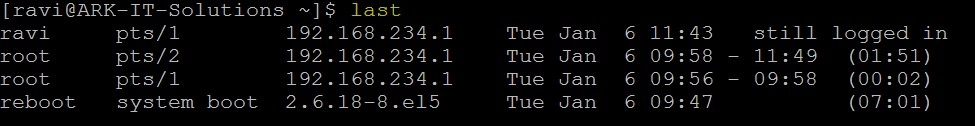 [ravi@ARK-IT-Solutions ~]$ last
ravi     pts/1        192.168.234.1    Tue Jan  6 11:43   still logged in
root     pts/2        192.168.234.1    Tue Jan  6 09:58 - 11:49  (01:51)
root     pts/1        192.168.234.1    Tue Jan  6 09:56 - 09:58  (00:02)
reboot   system boot  2.6.18-8.el5     Tue Jan  6 09:47          (07:01)